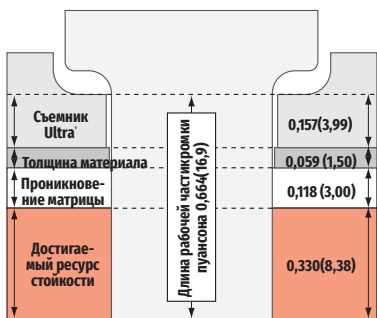 Съемник
Ultra®
0,157(3,99)
Толщина материала
0,059 (1,50)
Проникнове-
ние матрицы
0,118 (3,00)
Достигае-
мый ресурс
стойкости
0,330(8,38)
Длина рабочей частикромки
пуансона 0,664(16,9)